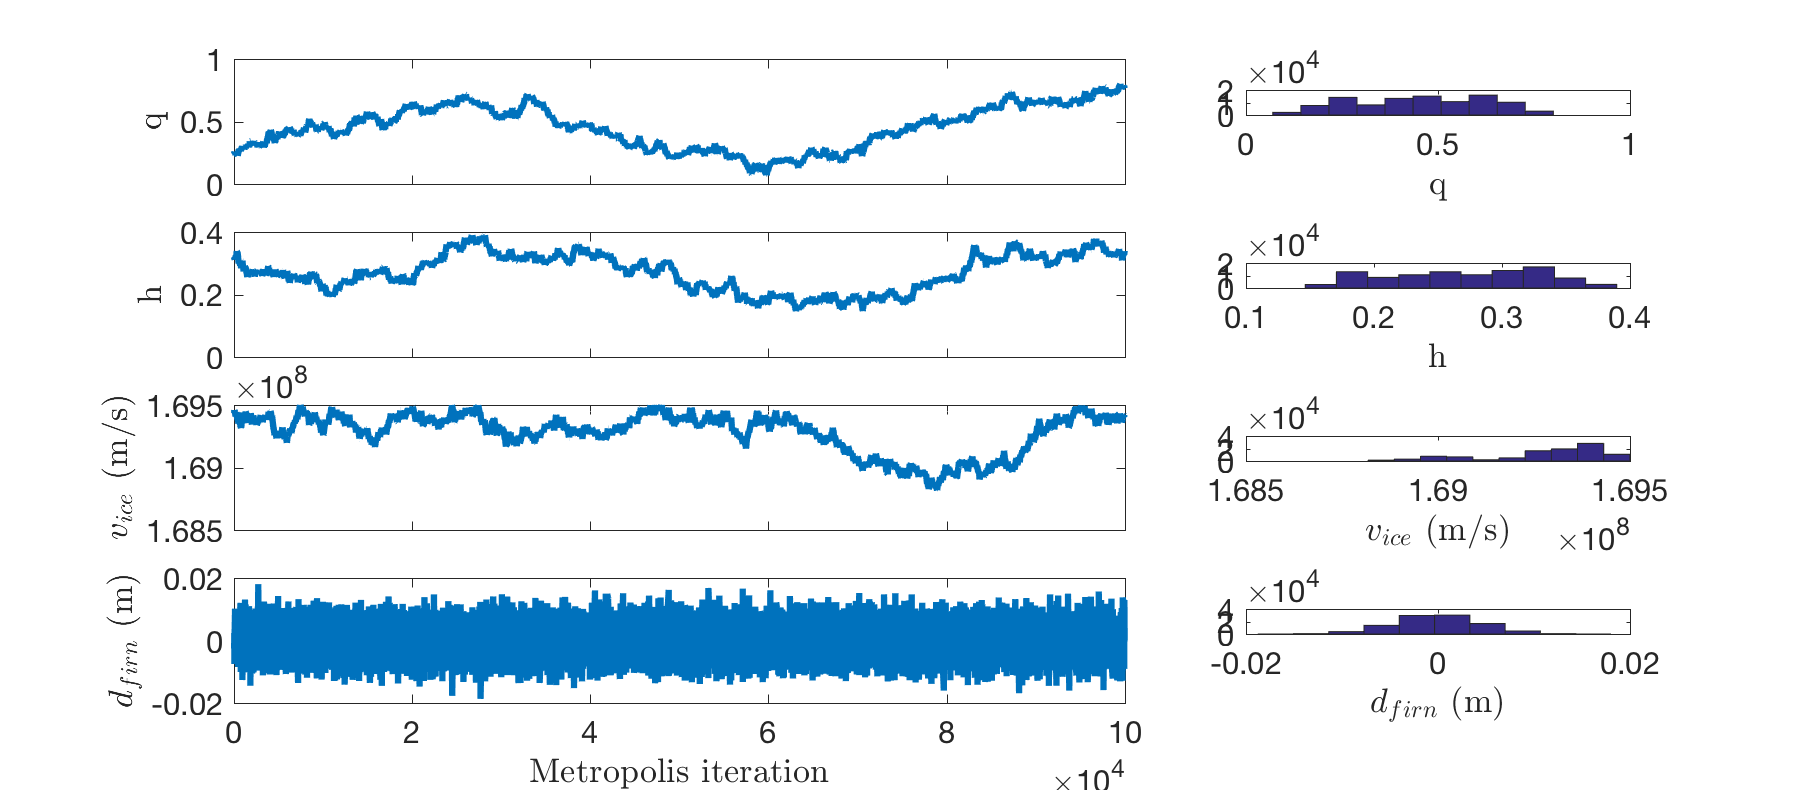 1
0.5
0
q
0.4
0.2
0
h
×10^8
1.695
1.69
1.685
v_ice (m/s)
0.02
0
-0.02
d_firn (m)
0 2 4 6 8 10
Metropolis iteration
×10^4
×10^4
2
1
0
0 0.5 1
q
×10^4
2
1
0
0.1 0.2 0.3 0.4
h
×10^4
4
2
0
1.685 1.69 1.695
v_ice (m/s)
×10^8
×10^4
4
2
0
-0.02 0 0.02
d_firn (m)